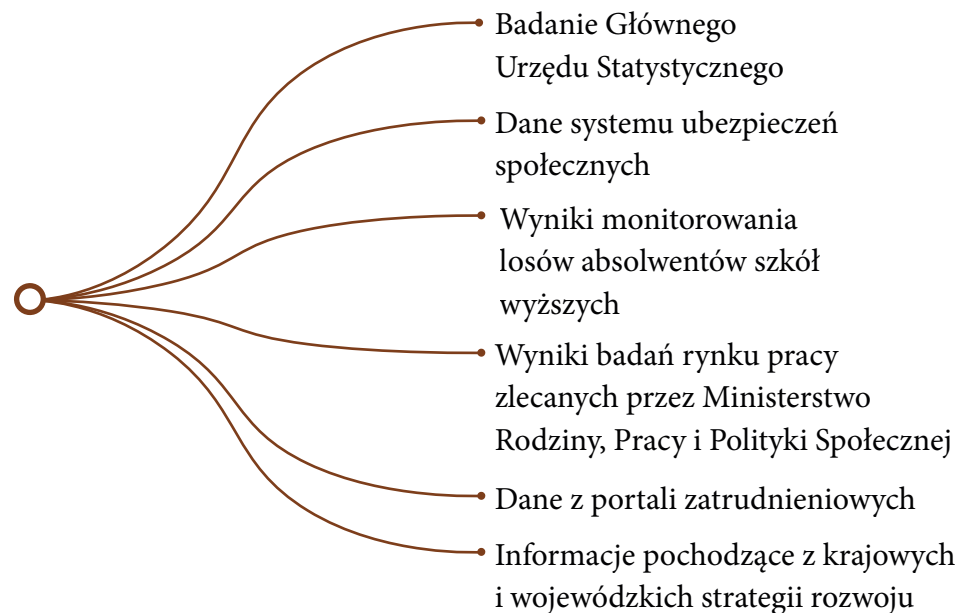 Badanie Głównego
Urzędu Statystycznego
Dane systemu ubezpieczeń
społecznych
Wyniki monitorowania
losów absolwentów szkół
wyższych
Wyniki badań rynku pracy
zlecanych przez Ministerstwo
Rodziny, Pracy i Polityki Społecznej
Dane z portali zatrudnieniowych
Informacje pochodzące z krajowych
i wojewódzkich strategii rozwoju